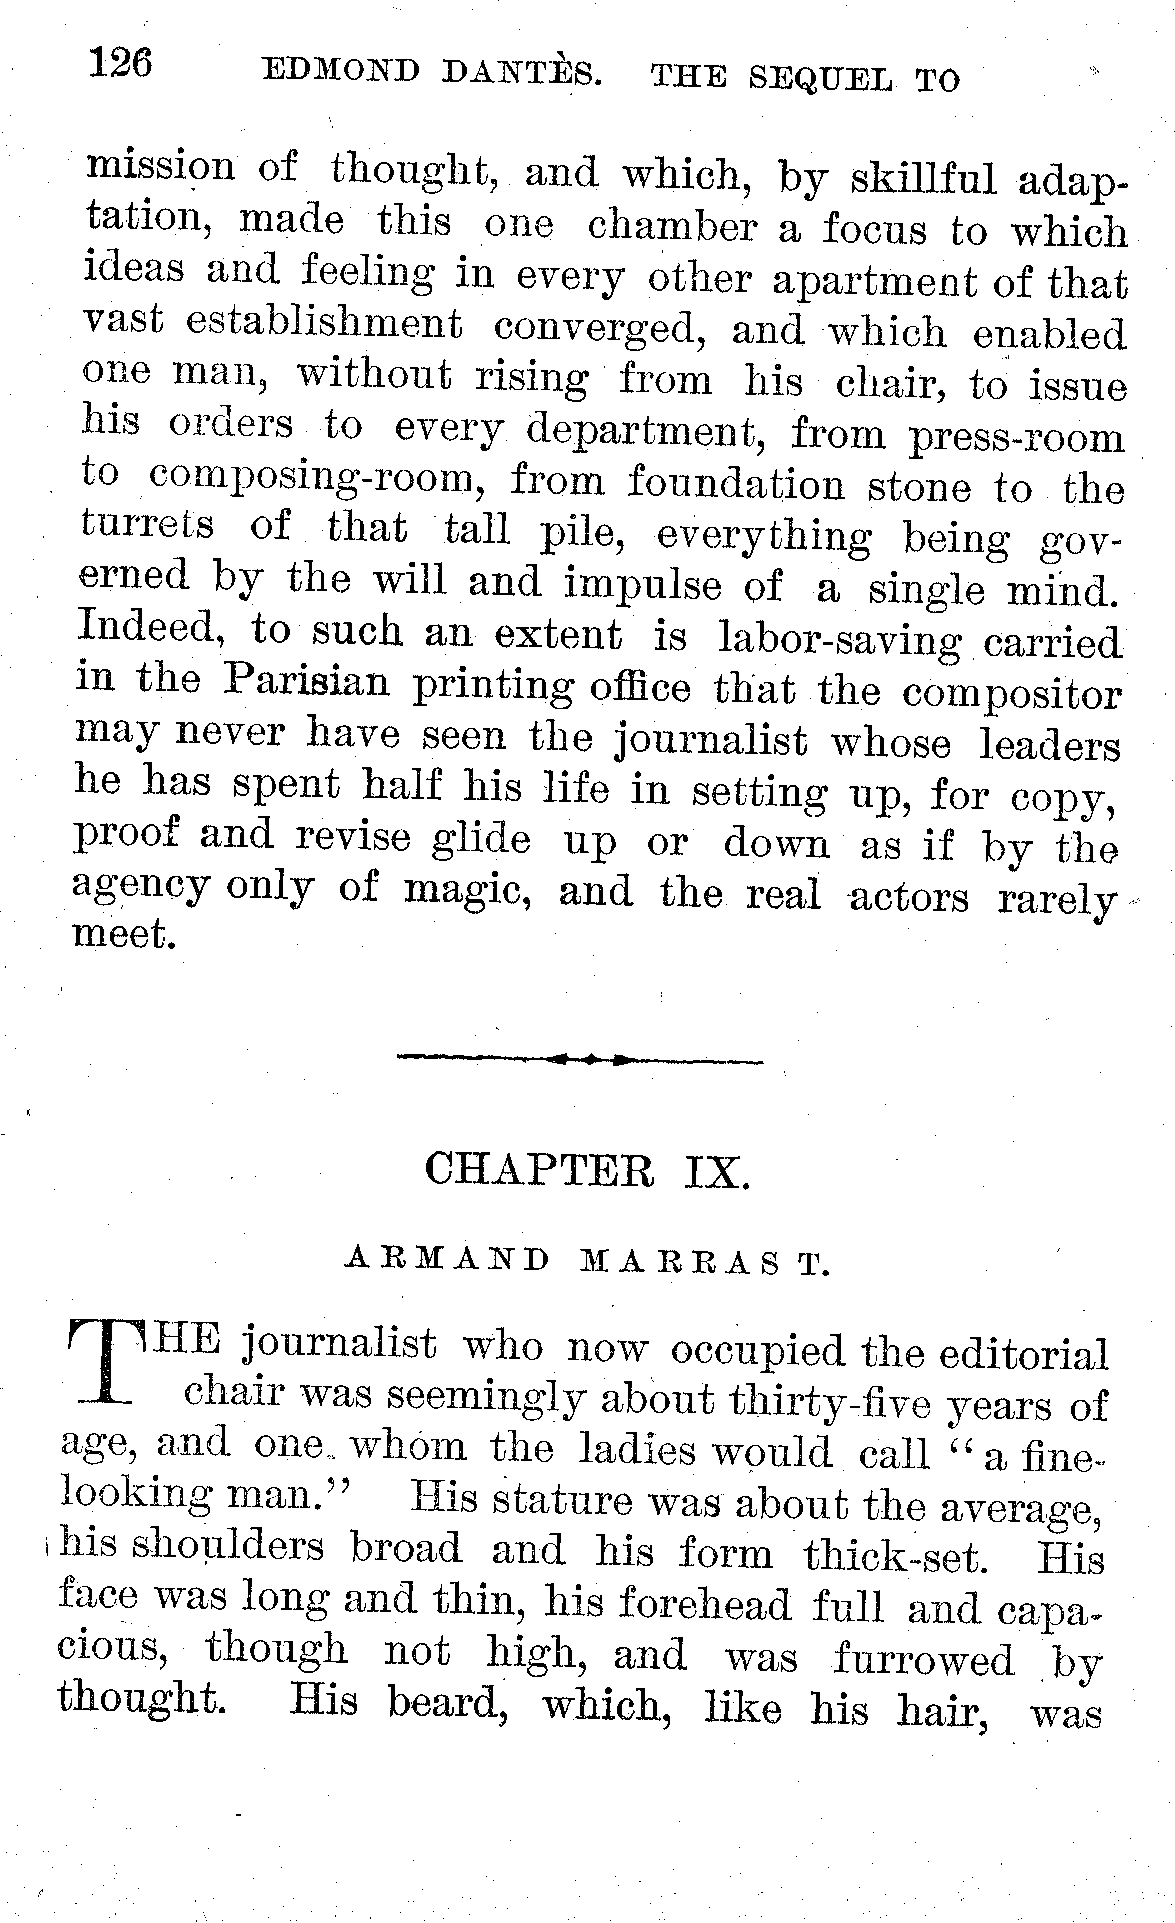 126 EDMOND DANTÈS. THE SEQUEL TO
mission of thought, and which, by skillful adap-
tation, made this one chamber a focus to which
ideas and feeling in every other apartment of that
vast establishment converged, and which enabled
one man, without rising from his chair, to issue
his orders to every department, from press-room
to composing-room, from foundation stone to the
turrets of that tall pile, everything being gov-
erned by the will and impulse of a single mind.
Indeed, to such an extent is labor-saving carried
in the Parisian printing office that the compositor
may never have seen the journalist whose leaders
he has spent half his life in setting up, for copy,
proof and revise glide up or down as if by the
agency only of magic, and the real actors rarely
meet.
CHAPTER IX.
ARMAND MARRAST.
THE journalist who now occupied the editorial
chair was seemingly about thirty-five years of
age, and one whom the ladies would call "a fine-
looking man." His stature was about the average,
his shoulders broad and his form thick-set. His
face was long and thin, his forehead full and capa-
cious, though not high, and was furrowed by
thought. His beard, which, like his hair, was